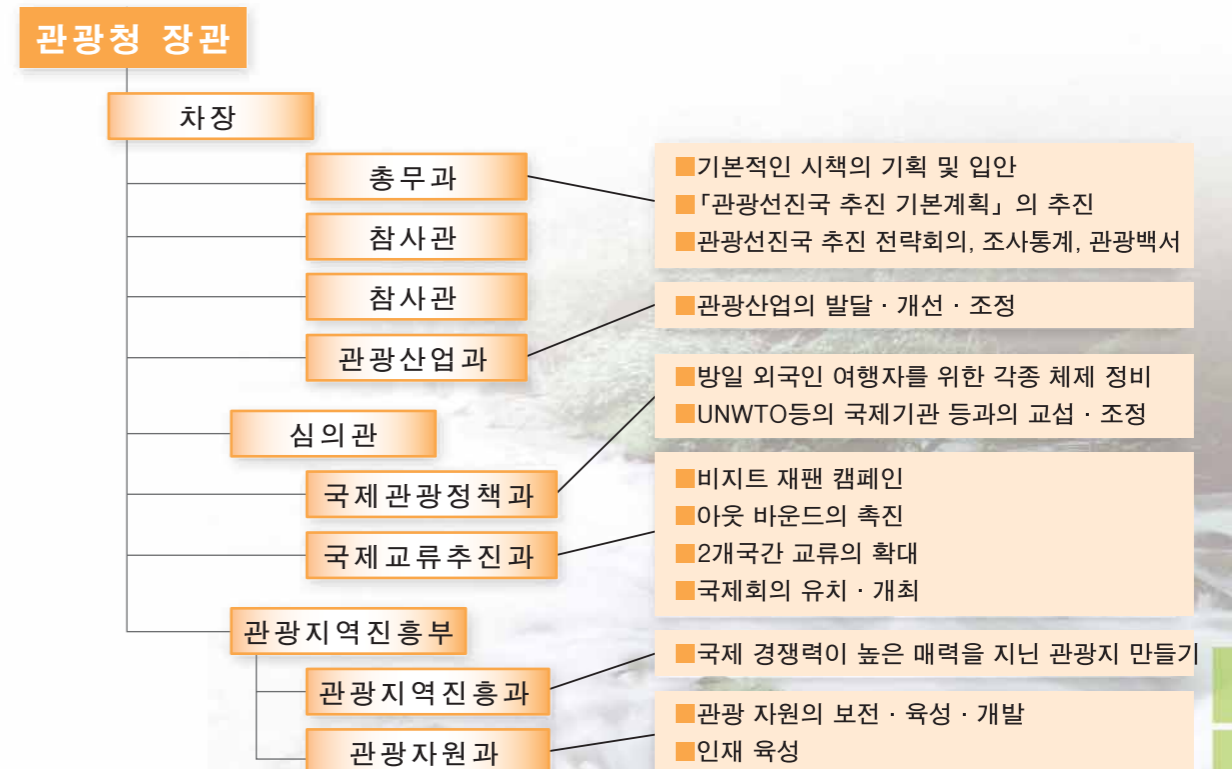 관광청 장관
차장
총무과
참사관
참사관
관광산업과
심의관
국제관광정책과
국제교류추진과
관광지역진흥부
관광지역진흥과
관광자원과
■기본적인 시책의 기획 및 입안
■「관광선진국 추진 기본계획」의 추진
■관광선진국 추진 전략회의, 조사통계, 관광백서
■관광산업의 발달 · 개선 · 조정
■방일 외국인 여행자를 위한 각종 체제 정비
■UNWTO등의 국제기관 등과의 교섭 · 조정
■비지트 재팬 캠페인
■아웃 바운드의 촉진
■2개국간 교류의 확대
■국제회의 유치 · 개최
■국제 경쟁력이 높은 매력을 지닌 관광지 만들기
■관광 자원의 보전 · 육성 · 개발
■인재 육성